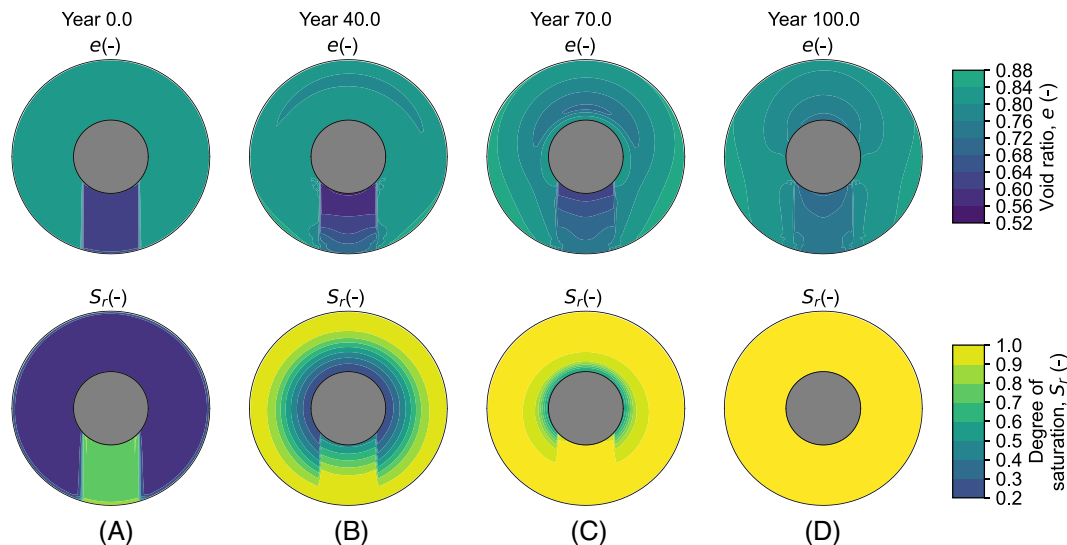 Year 0.0 Year 40.0 Year 70.0 Year 100.0
e(-) e(-) e(-) e(-)
0.88
0.84
0.80
0.76
0.72
0.68
0.64
0.60
0.56
0.52
Void ratio, e (-)
Sr(-) Sr(-) Sr(-) Sr(-)
1.0
0.9
0.8
0.7
0.6
0.5
0.4
0.3
0.2
Degree of
saturation, Sr (-)
(A) (B) (C) (D)